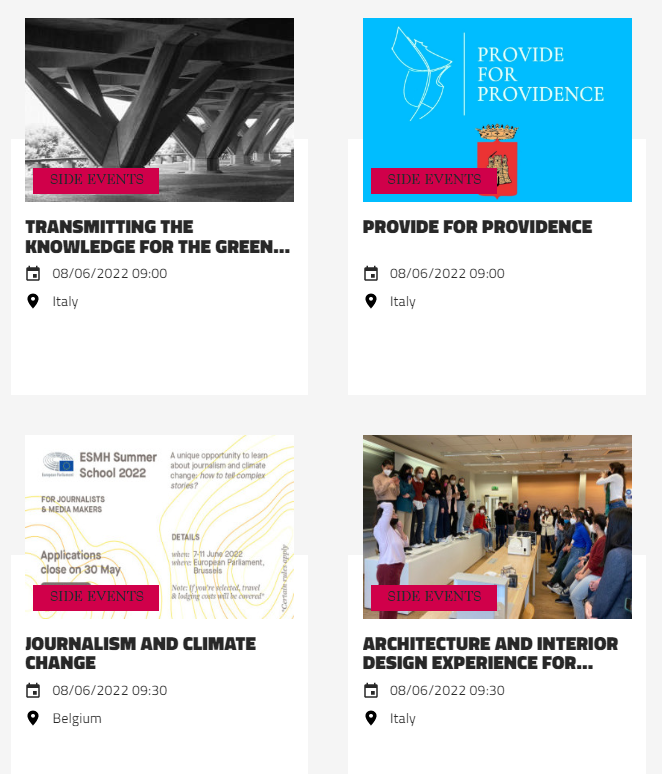 SIDE EVENTS
TRANSMITTING THE
KNOWLEDGE FOR THE GREEN...
08/06/2022 09:00
Italy
PROVIDE
FOR
PROVIDENCE
SIDE EVENTS
PROVIDE FOR PROVIDENCE
08/06/2022 09:00
Italy
European Parliament
ESMH Summer
School 2022
FOR JOURNALISTS
& MEDIA MAKERS
Applications
close on 30 May
A unique opportunity to learn
about journalism and climate
change: how to tell complex
stories?
DETAILS
when: 7-11 June 2022
where: European Parliament,
Brussels
Note: if you're selected, travel
& lodging costs will be covered*
*Certain rules apply
SIDE EVENTS
JOURNALISM AND CLIMATE
CHANGE
08/06/2022 09:30
Belgium
SIDE EVENTS
ARCHITECTURE AND INTERIOR
DESIGN EXPERIENCE FOR...
08/06/2022 09:30
Italy